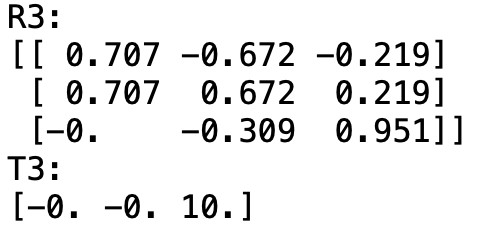 R3:
[[ 0.707 -0.672 -0.219]
 [ 0.707  0.672  0.219]
 [-0.    -0.309  0.951]]
T3:
[-0. -0. 10.]